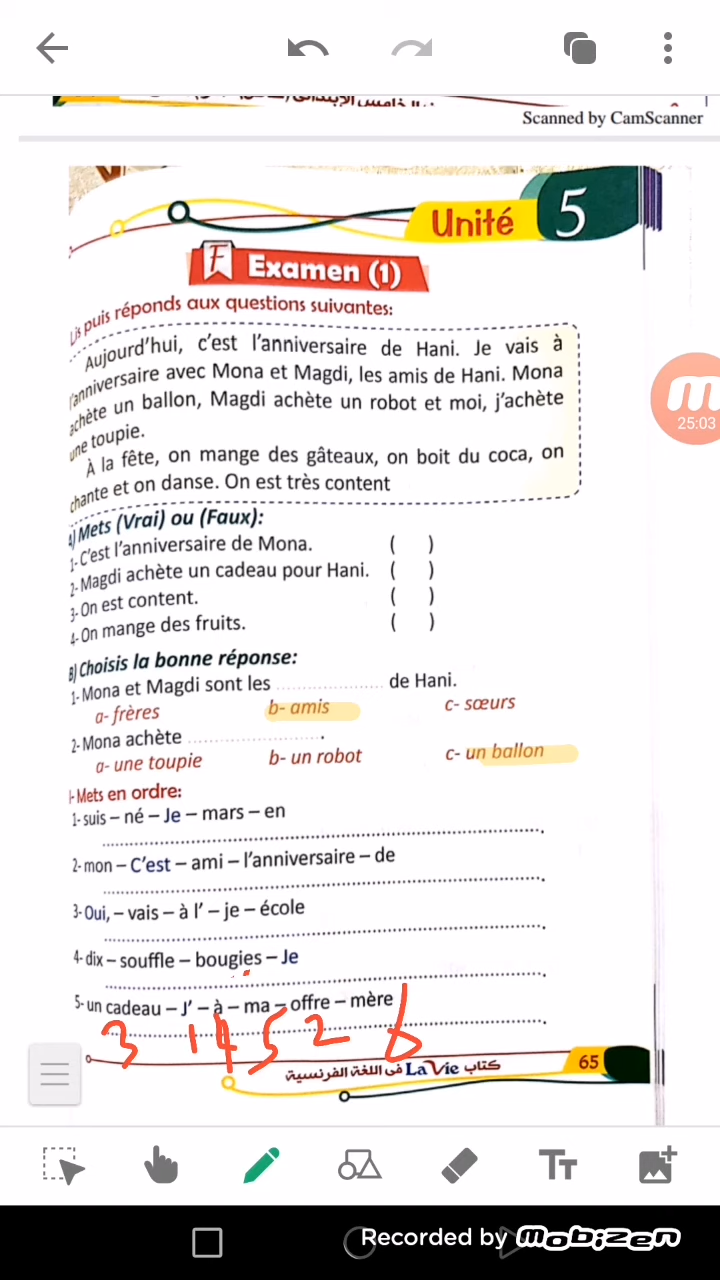 Scanned by CamScanner
Unité 5
Examen (1)
Lis puis réponds aux questions suivantes:
Aujourd'hui, c'est l'anniversaire de Hani. Je vais à
l'anniversaire avec Mona et Magdi, les amis de Hani. Mona
achète un ballon, Magdi achète un robot et moi, j'achète
une toupie.
À la fête, on mange des gâteaux, on boit du coca, on
chante et on danse. On est très content
25:03
A) Mets (Vrai) ou (Faux):
1- C'est l'anniversaire de Mona. ( )
2- Magdi achète un cadeau pour Hani. ( )
3- On est content. ( )
4- On mange des fruits. ( )
B) Choisis la bonne réponse:
1- Mona et Magdi sont les .................... de Hani.
a- frères b- amis c- sœurs
2- Mona achète .........................
a- une toupie b- un robot c- un ballon
- Mets en ordre:
1- suis – né – Je – mars – en
2- mon – C'est – ami – l'anniversaire – de
3- Oui, – vais – à l' – je – école
4- dix – souffle – bougies – Je
5- un cadeau – J' – à – ma – offre – mère
3 1 4 5 2 6
كتاب La Vie فى اللغة الفرنسية
65
Tт
Recorded by mobizen